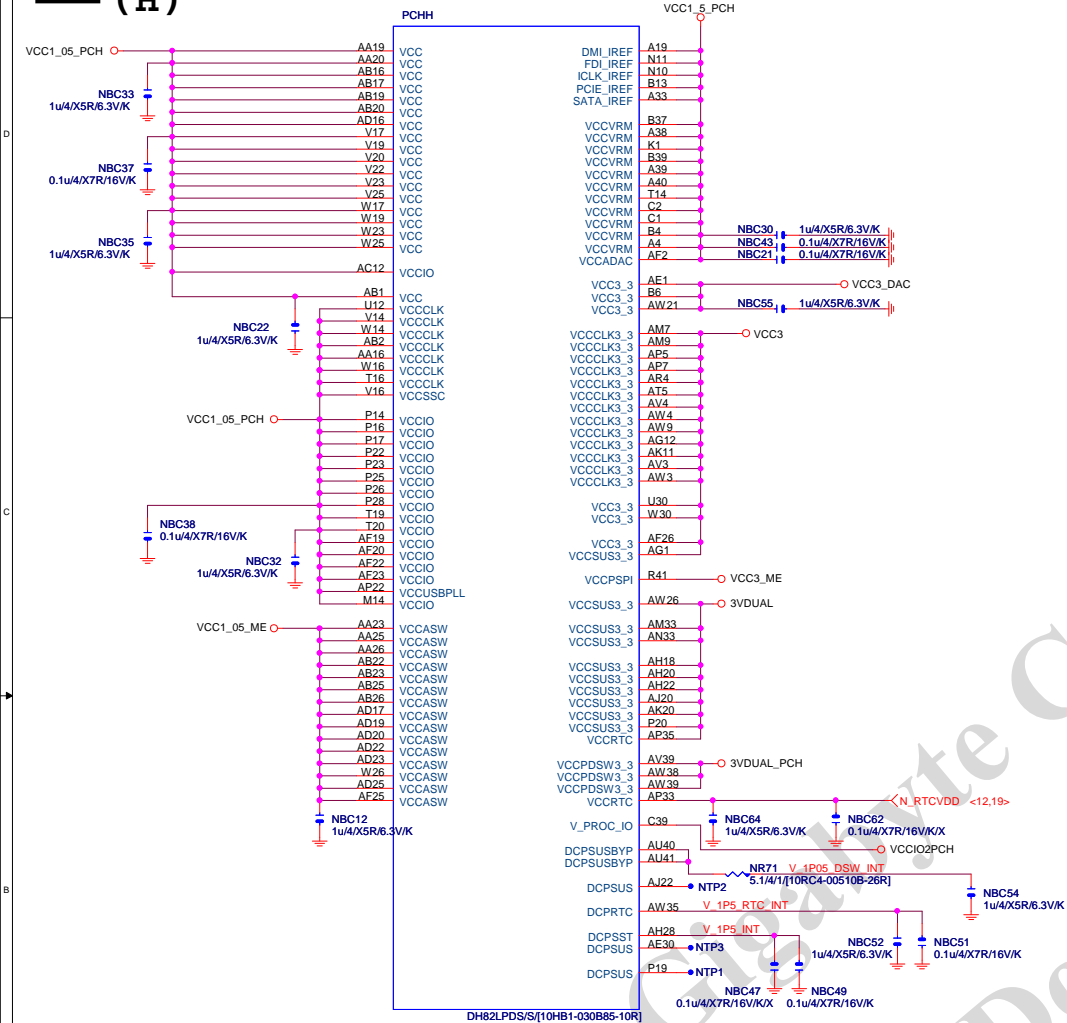 (H)
PCHH
VCC1_5_PCH
VCC1_05_PCH
AA19 VCC
AA20 VCC
AB16 VCC
AB17 VCC
AB19 VCC
AB20 VCC
AD16 VCC
V17 VCC
V19 VCC
V20 VCC
V22 VCC
V23 VCC
V25 VCC
W17 VCC
W19 VCC
W23 VCC
W25 VCC
AC12 VCCIO
AB1 VCC
U12 VCCCLK
V14 VCCCLK
W14 VCCCLK
AB2 VCCCLK
AA16 VCCCLK
W16 VCCCLK
T16 VCCCLK
V16 VCCSSC
P14 VCCIO
P16 VCCIO
P17 VCCIO
P22 VCCIO
P23 VCCIO
P25 VCCIO
P26 VCCIO
P28 VCCIO
T19 VCCIO
T20 VCCIO
AF19 VCCIO
AF20 VCCIO
AF22 VCCIO
AF23 VCCIO
AP22 VCCUSBPLL
M14 VCCIO
AA23 VCCASW
AA25 VCCASW
AA26 VCCASW
AB22 VCCASW
AB23 VCCASW
AB25 VCCASW
AB26 VCCASW
AD17 VCCASW
AD19 VCCASW
AD20 VCCASW
AD22 VCCASW
AD23 VCCASW
W26 VCCASW
AD25 VCCASW
AF25 VCCASW
NBC33
1u/4/X5R/6.3V/K
NBC37
0.1u/4/X7R/16V/K
NBC35
1u/4/X5R/6.3V/K
NBC22
1u/4/X5R/6.3V/K
VCC1_05_PCH
NBC38
0.1u/4/X7R/16V/K
NBC32
1u/4/X5R/6.3V/K
VCC1_05_ME
NBC12
1u/4/X5R/6.3V/K
DMI_IREF A19
FDI_IREF N11
ICLK_IREF N10
PCIE_IREF B13
SATA_IREF A33
VCCVRM B37
VCCVRM A38
VCCVRM K1
VCCVRM B39
VCCVRM A39
VCCVRM A40
VCCVRM T14
VCCVRM C2
VCCVRM C1
VCCVRM B4 NBC30 1u/4/X5R/6.3V/K
VCCVRM A4 NBC43 0.1u/4/X7R/16V/K
VCCADAC AF2 NBC21 0.1u/4/X7R/16V/K
VCC3_3 AE1 VCC3_DAC
VCC3_3 B6
VCC3_3 AW21 NBC55 1u/4/X5R/6.3V/K
VCCCLK3_3 AM7 VCC3
VCCCLK3_3 AM9
VCCCLK3_3 AP5
VCCCLK3_3 AP7
VCCCLK3_3 AR4
VCCCLK3_3 AT5
VCCCLK3_3 AV4
VCCCLK3_3 AW4
VCCCLK3_3 AW9
VCCCLK3_3 AG12
VCCCLK3_3 AK11
VCCCLK3_3 AV3
VCCCLK3_3 AW3
VCC3_3 U30
VCC3_3 W30
VCC3_3 AF26
VCCSUS3_3 AG1
VCCPSPI R41 VCC3_ME
VCCSUS3_3 AW26 3VDUAL
VCCSUS3_3 AM33
VCCSUS3_3 AN33
VCCSUS3_3 AH18
VCCSUS3_3 AH20
VCCSUS3_3 AH22
VCCSUS3_3 AJ20
VCCSUS3_3 AK20
VCCSUS3_3 P20
VCCRTC AP35
VCCPDSW3_3 AV39 3VDUAL_PCH
VCCPDSW3_3 AW38
VCCPDSW3_3 AW39
VCCRTC AP33 N_RTCVDD <12,19>
NBC64
1u/4/X5R/6.3V/K
NBC62
0.1u/4/X7R/16V/K/X
V_PROC_IO C39 VCCIO2PCH
DCPSUSBYP AU40
DCPSUSBYP AU41
NR71 V_1P05_DSW_INT
5.1/4/1/[10RC4-00510B-26R]
NBC54
1u/4/X5R/6.3V/K
DCPSUS AJ22 NTP2
DCPRTC AW35 V_1P5_RTC_INT
DCPSST AH28 V_1P5_INT
DCPSUS AE30 NTP3
DCPSUS P19 NTP1
NBC52
1u/4/X5R/6.3V/K
NBC51
0.1u/4/X7R/16V/K
NBC47
0.1u/4/X7R/16V/K/X
NBC49
0.1u/4/X7R/16V/K
DH82LPDS/S/[10HB1-030B85-10R]
D
C
B
Gigabyte C